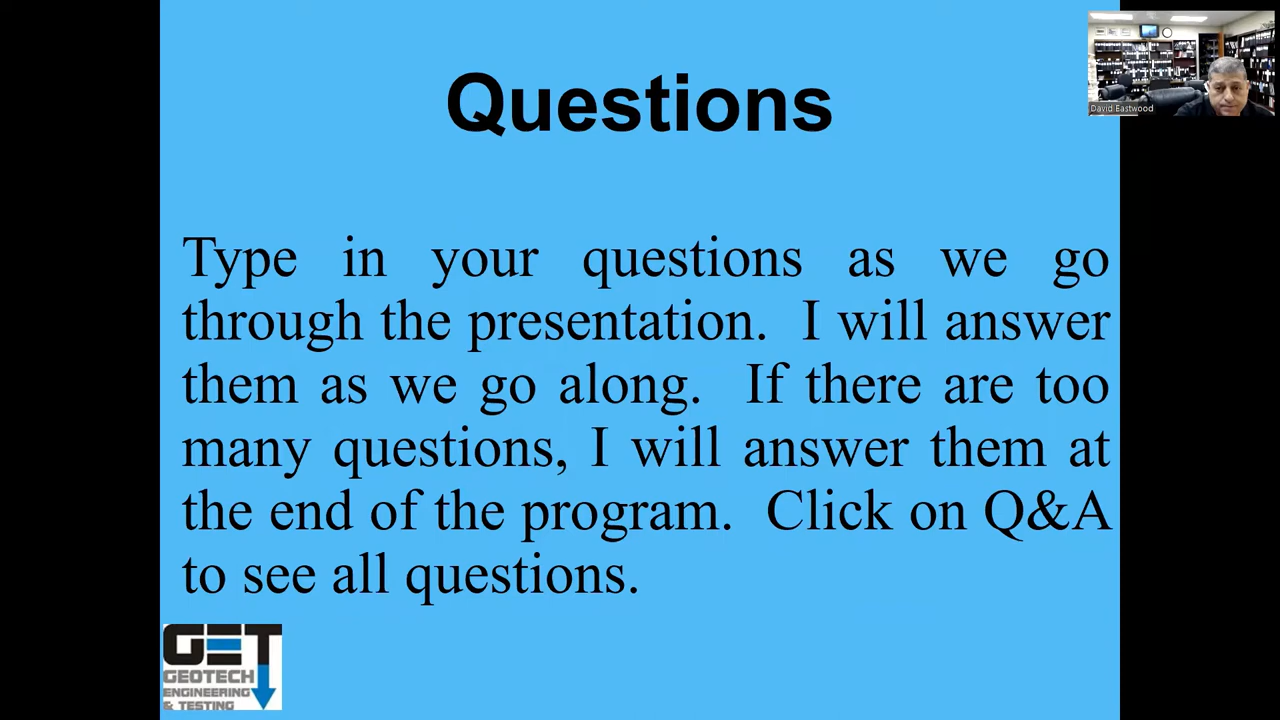 Questions
David Eastwood
Type in your questions as we go
through the presentation. I will answer
them as we go along. If there are too
many questions, I will answer them at
the end of the program. Click on Q&A
to see all questions.
GET
GEOTECH
ENGINEERING
& TESTING